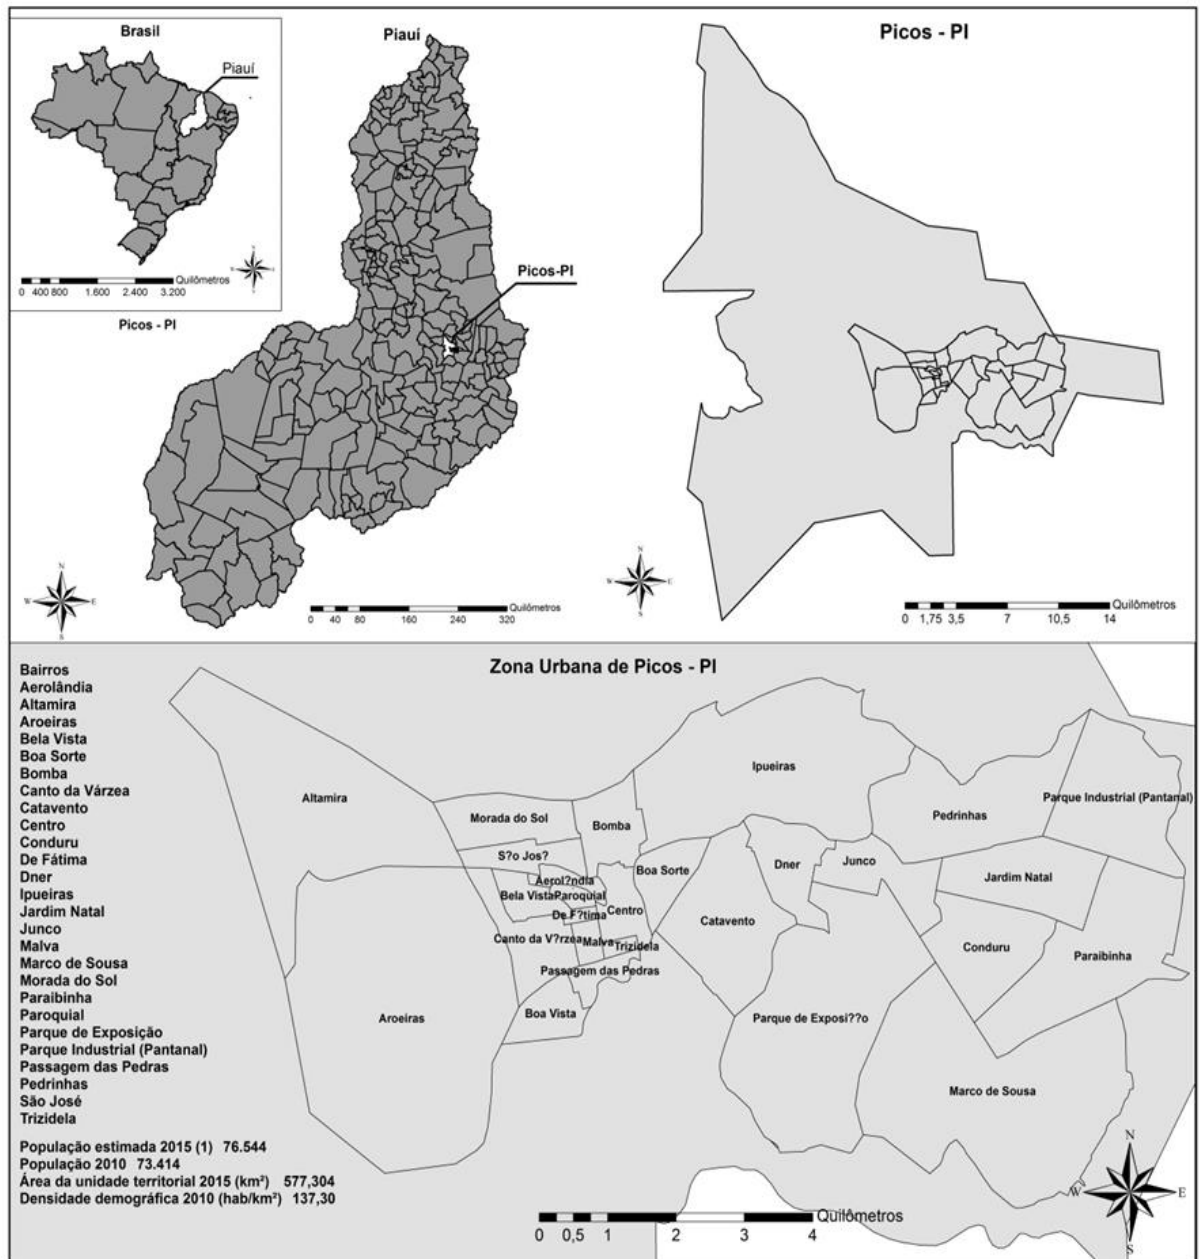 Brasil
Piauí
N
W
E
S
Quilômetros
0 400 800 1.600 2.400 3.200
Picos - PI
Piauí
Picos-PI
N
W E
S
Quilômetros
0 40 80 160 240 320
Picos - PI
N
W E
S
Quilômetros
0 1,75 3,5 7 10,5 14
Zona Urbana de Picos - PI
Bairros
Aerolândia
Altamira
Aroeiras
Bela Vista
Boa Sorte
Bomba
Canto da Várzea
Catavento
Centro
Conduru
De Fátima
Dner
Ipueiras
Jardim Natal
Junco
Malva
Marco de Sousa
Morada do Sol
Paraibinha
Paroquial
Parque de Exposição
Parque Industrial (Pantanal)
Passagem das Pedras
Pedrinhas
São José
Trizidela
População estimada 2015 (1) 76.544
População 2010 73.414
Área da unidade territorial 2015 (km²) 577,304
Densidade demográfica 2010 (hab/km²) 137,30
Altamira
Morada do Sol
Bomba
Ipueiras
Pedrinhas
Parque Industrial (Pantanal)
S?o Jos?
Aerol?ndia
Bela Vista
Paroquial
De F?tima
Centro
Boa Sorte
Dner
Junco
Jardim Natal
Canto da V?rzea
Malva
Trizidela
Catavento
Conduru
Paraibinha
Passagem das Pedras
Boa Vista
Aroeiras
Parque de Exposi??o
Marco de Sousa
N
W E
S
Quilômetros
0 0,5 1 2 3 4